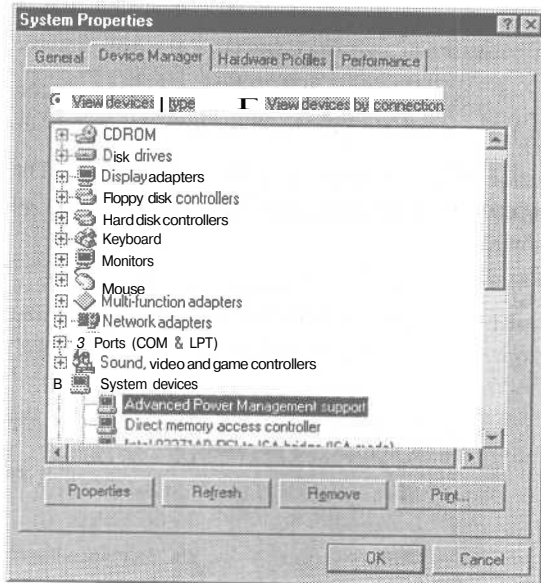 System Properties
General Device Manager Hardware Profiles Performance
View devices | type View devices by connection
CDROM
Disk drives
Display adapters
Floppy disk controllers
Hard disk controllers
Keyboard
Monitors
Mouse
Multi-function adapters
Network adapters
3 Ports (COM & LPT)
Sound, video and game controllers
B System devices
Advanced Power Management support
Direct memory access controller
Properties Refresh Remove Print...
OK Cancel